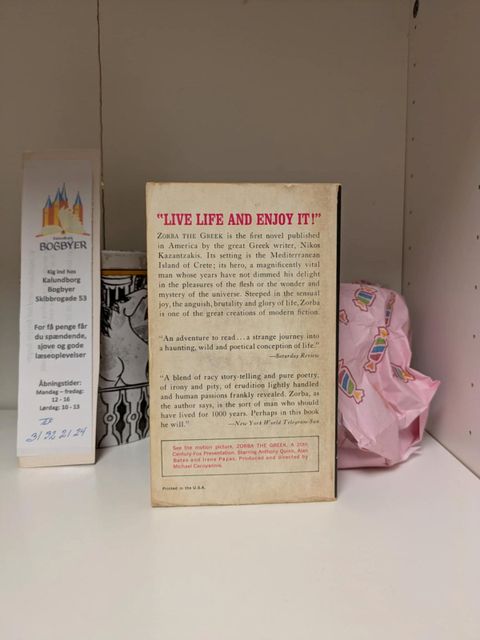 BOGBYER
Kig ind hos
Kalundborg
Bogbyer
Skibbrogade 53
For få penge får
du spændende,
sjove og gode
læseoplevelser
Åbningstider:
Mandag – fredag:
12 - 16
Lørdag: 10 - 13
"LIVE LIFE AND ENJOY IT!"
ZORBA THE GREEK is the first novel published
in America by the great Greek writer, Nikos
Kazantzakis. Its setting is the Mediterranean
Island of Crete; its hero, a magnificently vital
man whose years have not dimmed his delight
in the pleasures of the flesh or the wonder and
mystery of the universe. Steeped in the sensual
joy, the anguish, brutality and glory of life, Zorba
is one of the great creations of modern fiction.
"An adventure to read . . . a strange journey into
a haunting, wild and poetical conception of life."
—Saturday Review
"A blend of racy story-telling and pure poetry,
of irony and pity, of erudition lightly handled
and human passions frankly revealed. Zorba, as
the author says, is the sort of man who should
have lived for 1000 years. Perhaps in this book
he will." —New York World Telegram-Sun
See the motion picture, ZORBA THE GREEK. A 20th
Century-Fox Presentation. Starring Anthony Quinn, Alan
Bates and Irene Papas. Produced and directed by
Michael Cacoyannis.
Printed in the U.S.A.